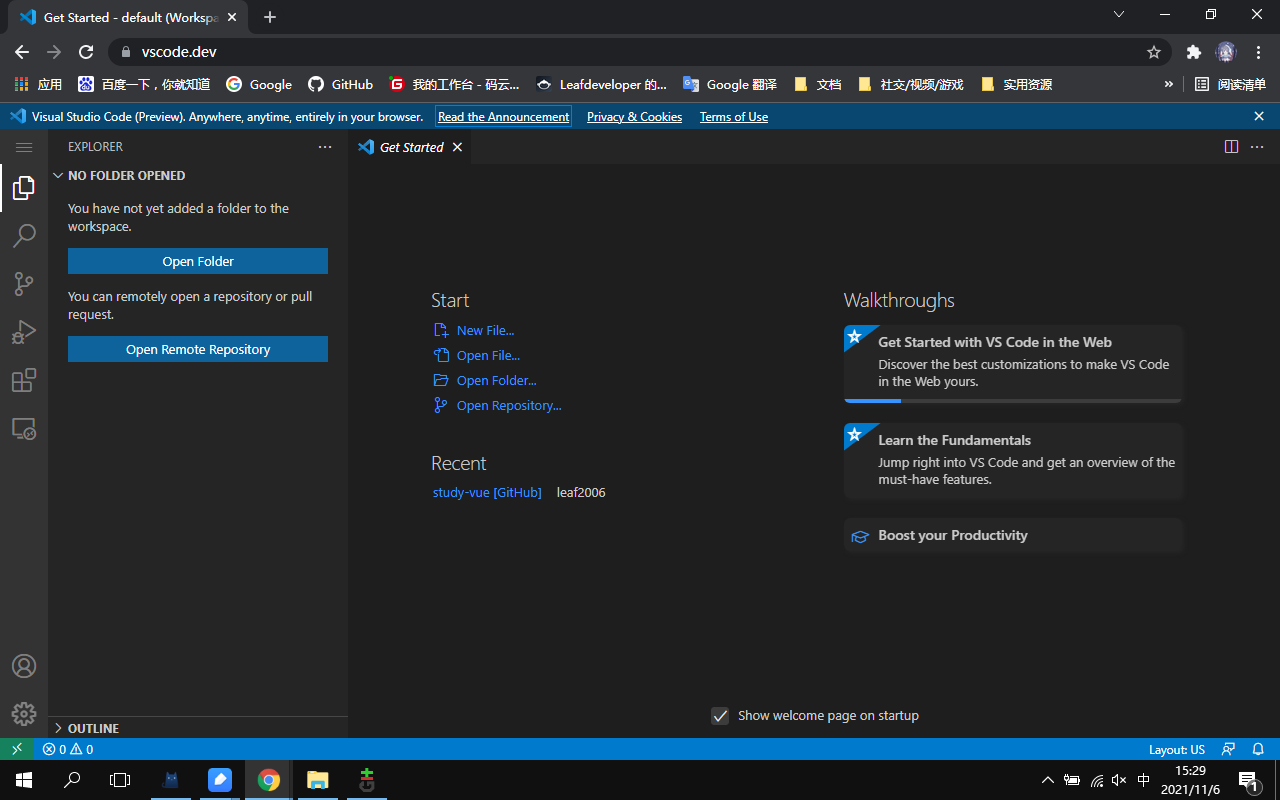 Get Started - default (Workspa
vscode.dev
应用
百度一下，你就知道
Google
GitHub
我的工作台 - 码云...
Leafdeveloper 的...
Google 翻译
文档
社交/视频/游戏
实用资源
»
阅读清单
Visual Studio Code (Preview). Anywhere, anytime, entirely in your browser.
Read the Announcement
Privacy & Cookies
Terms of Use
EXPLORER
Get Started
NO FOLDER OPENED
You have not yet added a folder to the
workspace.
Open Folder
You can remotely open a repository or pull
request.
Open Remote Repository
Start
New File...
Open File...
Open Folder...
Open Repository...
Recent
study-vue [GitHub]
leaf2006
Walkthroughs
Get Started with VS Code in the Web
Discover the best customizations to make VS Code
in the Web yours.
Learn the Fundamentals
Jump right into VS Code and get an overview of the
must-have features.
Boost your Productivity
Show welcome page on startup
OUTLINE
0
0
Layout: US
中
15:29
2021/11/6
1